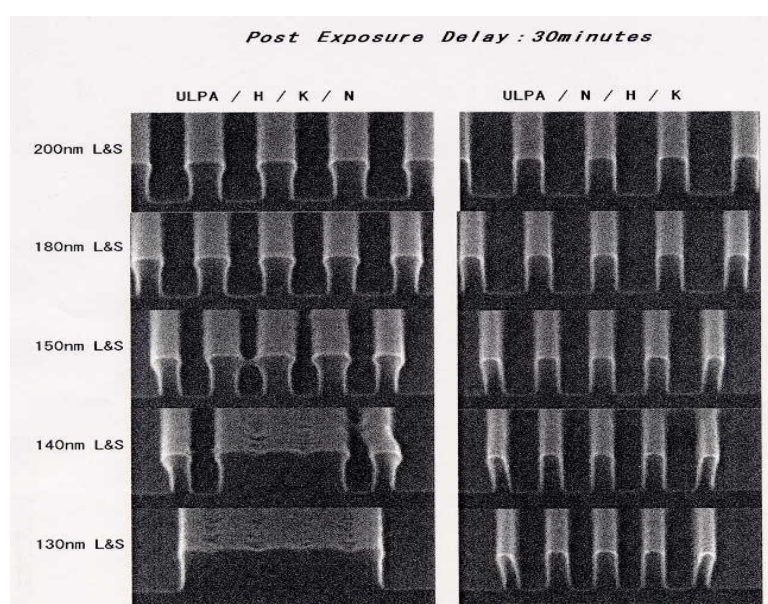 Post Exposure Delay : 30minutes
ULPA / H / K / N
ULPA / N / H / K
200nm L&S
180nm L&S
150nm L&S
140nm L&S
130nm L&S